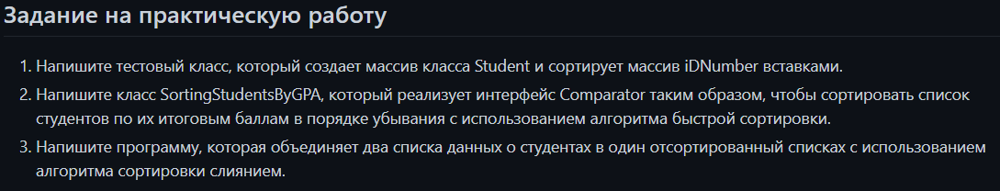 Задание на практическую работу
1. Напишите тестовый класс, который создает массив класса Student и сортирует массив iDNumber вставками.
2. Напишите класс SortingStudentsByGPA, который реализует интерфейс Comparator таким образом, чтобы сортировать список
студентов по их итоговым баллам в порядке убывания с использованием алгоритма быстрой сортировки.
3. Напишите программу, которая объединяет два списка данных о студентах в один отсортированный списках с использованием
алгоритма сортировки слиянием.